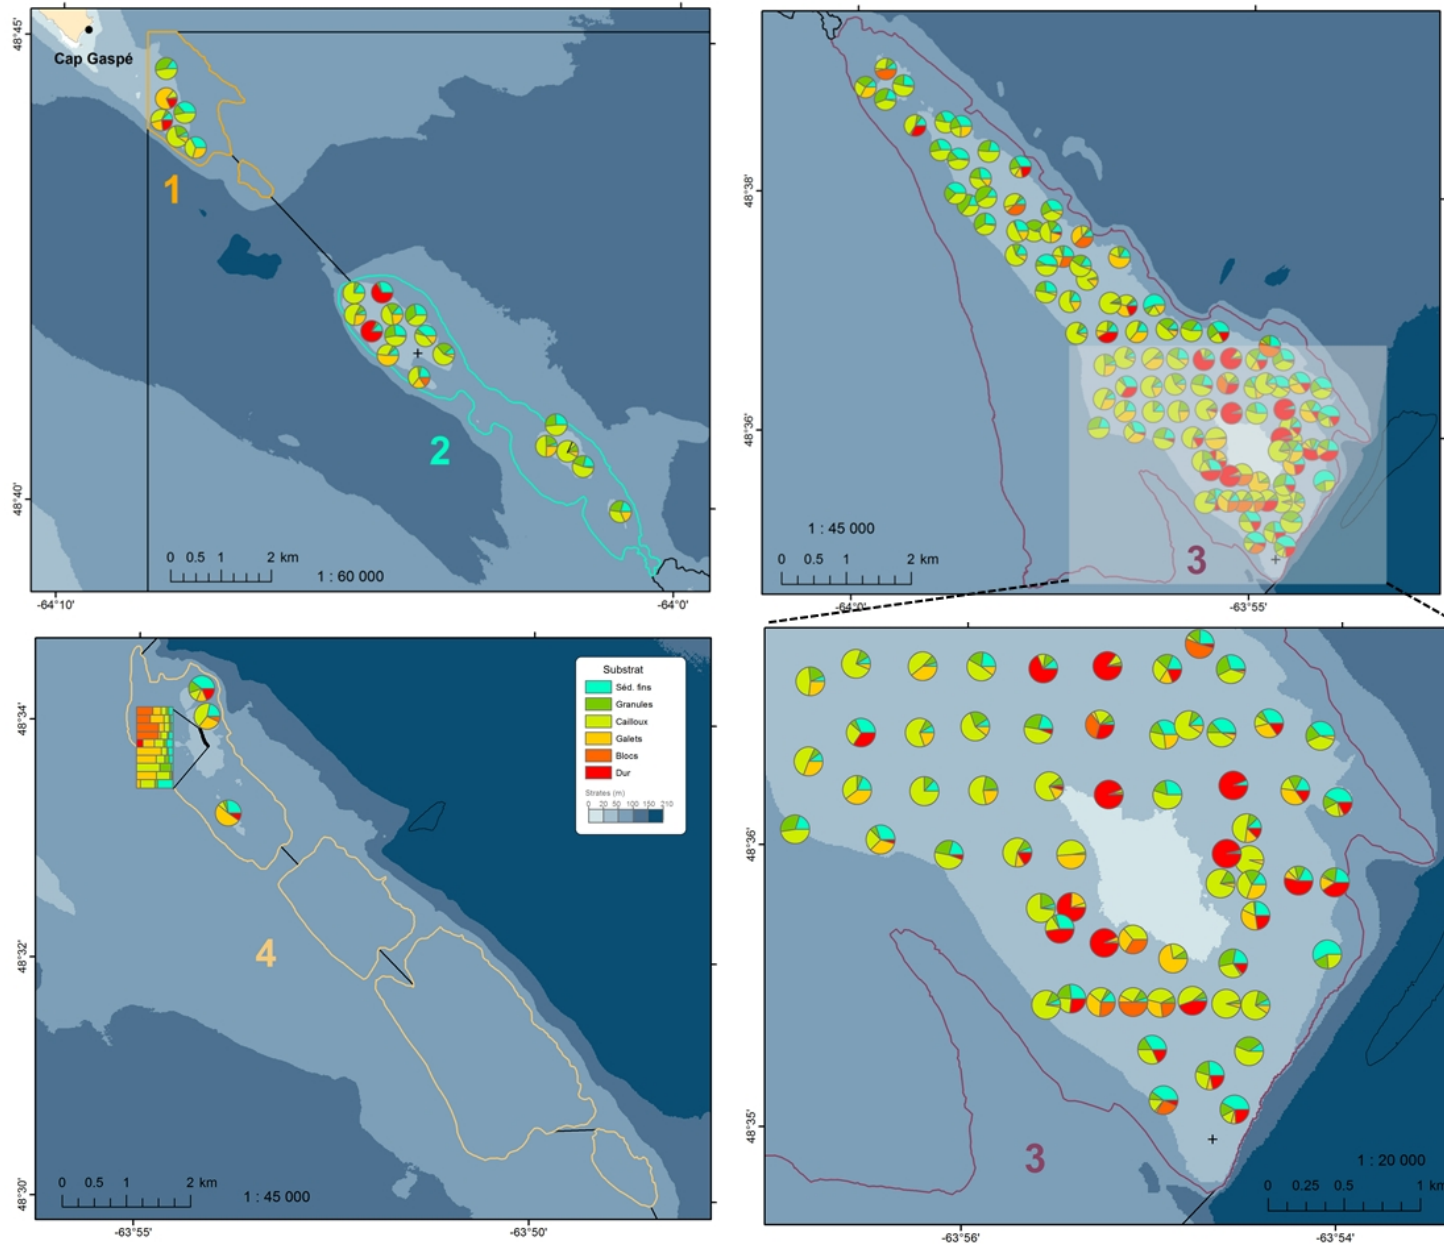 48°45'
Cap Gaspé
1
2
48°40'
0 0.5 1 2 km
1 : 60 000
-64°10'
-64°0'
48°38'
48°36'
1 : 45 000
0 0.5 1 2 km
3
-64°0'
-63°55'
Substrat
Séd. fins
Granules
Cailloux
Galets
Blocs
Dur
Strates (m)
0 20 50 100 150 210
48°34'
48°32'
4
48°30'
0 0.5 1 2 km
1 : 45 000
-63°55'
-63°50'
48°36'
48°35'
3
1 : 20 000
0 0.25 0.5 1 km
-63°56'
-63°54'